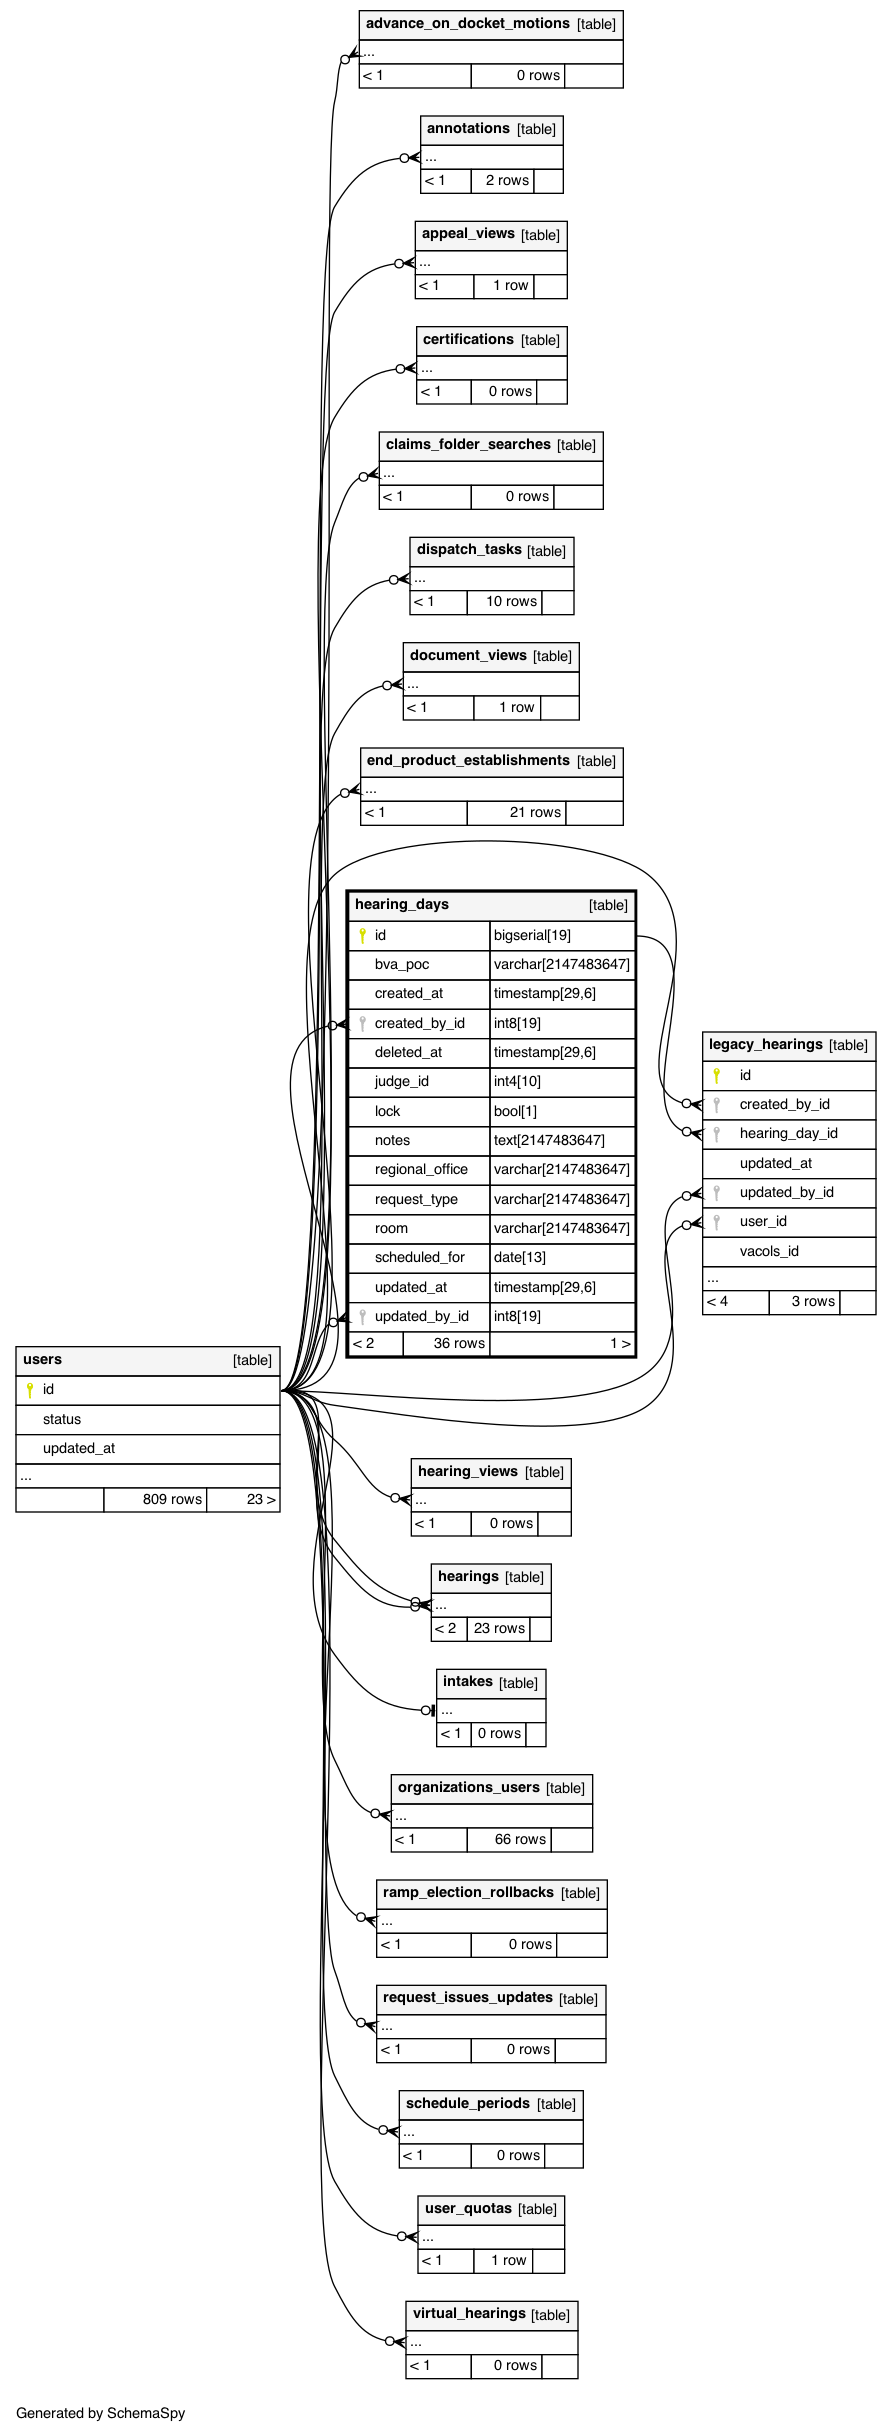 advance_on_docket_motions [table]
...
< 1 0 rows
annotations [table]
...
< 1 2 rows
appeal_views [table]
...
< 1 1 row
certifications [table]
...
< 1 0 rows
claims_folder_searches [table]
...
< 1 0 rows
dispatch_tasks [table]
...
< 1 10 rows
document_views [table]
...
< 1 1 row
end_product_establishments [table]
...
< 1 21 rows
hearing_days [table]
id bigserial[19]
bva_poc varchar[2147483647]
created_at timestamp[29,6]
created_by_id int8[19]
deleted_at timestamp[29,6]
judge_id int4[10]
lock bool[1]
notes text[2147483647]
regional_office varchar[2147483647]
request_type varchar[2147483647]
room varchar[2147483647]
scheduled_for date[13]
updated_at timestamp[29,6]
updated_by_id int8[19]
< 2 36 rows 1 >
legacy_hearings [table]
id
created_by_id
hearing_day_id
updated_at
updated_by_id
user_id
vacols_id
...
< 4 3 rows
users [table]
id
status
updated_at
...
809 rows 23 >
hearing_views [table]
...
< 1 0 rows
hearings [table]
...
< 2 23 rows
intakes [table]
...
< 1 0 rows
organizations_users [table]
...
< 1 66 rows
ramp_election_rollbacks [table]
...
< 1 0 rows
request_issues_updates [table]
...
< 1 0 rows
schedule_periods [table]
...
< 1 0 rows
user_quotas [table]
...
< 1 1 row
virtual_hearings [table]
...
< 1 0 rows
Generated by SchemaSpy